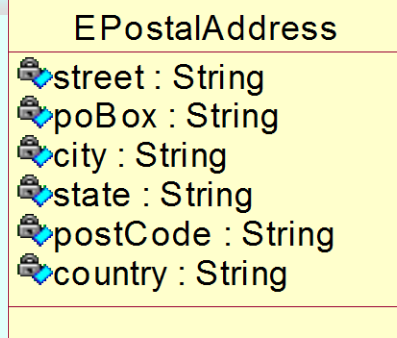 EPostalAddress
street : String
poBox : String
city : String
state : String
postCode : String
country : String